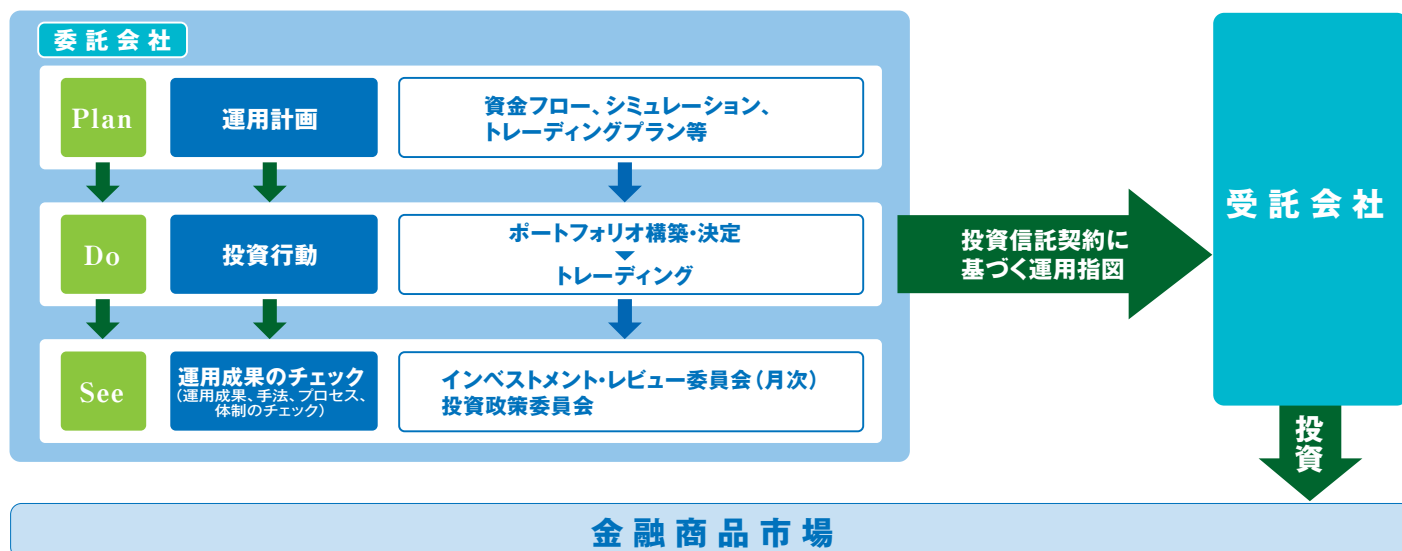 委託会社
Plan
運用計画
資金フロー、シミュレーション、
トレーディングプラン等
Do
投資行動
ポートフォリオ構築・決定
トレーディング
See
運用成果のチェック
(運用成果、手法、プロセス、
体制のチェック)
インベストメント・レビュー委員会(月次)
投資政策委員会
投資信託契約に
基づく運用指図
受託会社
投資
金融商品市場